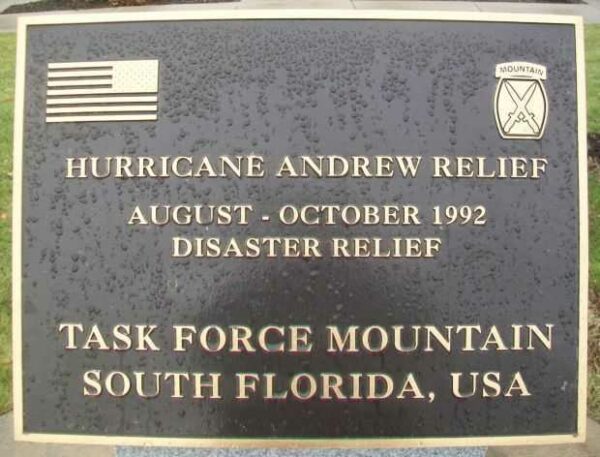 MOUNTAIN
HURRICANE ANDREW RELIEF
AUGUST - OCTOBER 1992
DISASTER RELIEF
TASK FORCE MOUNTAIN
SOUTH FLORIDA, USA